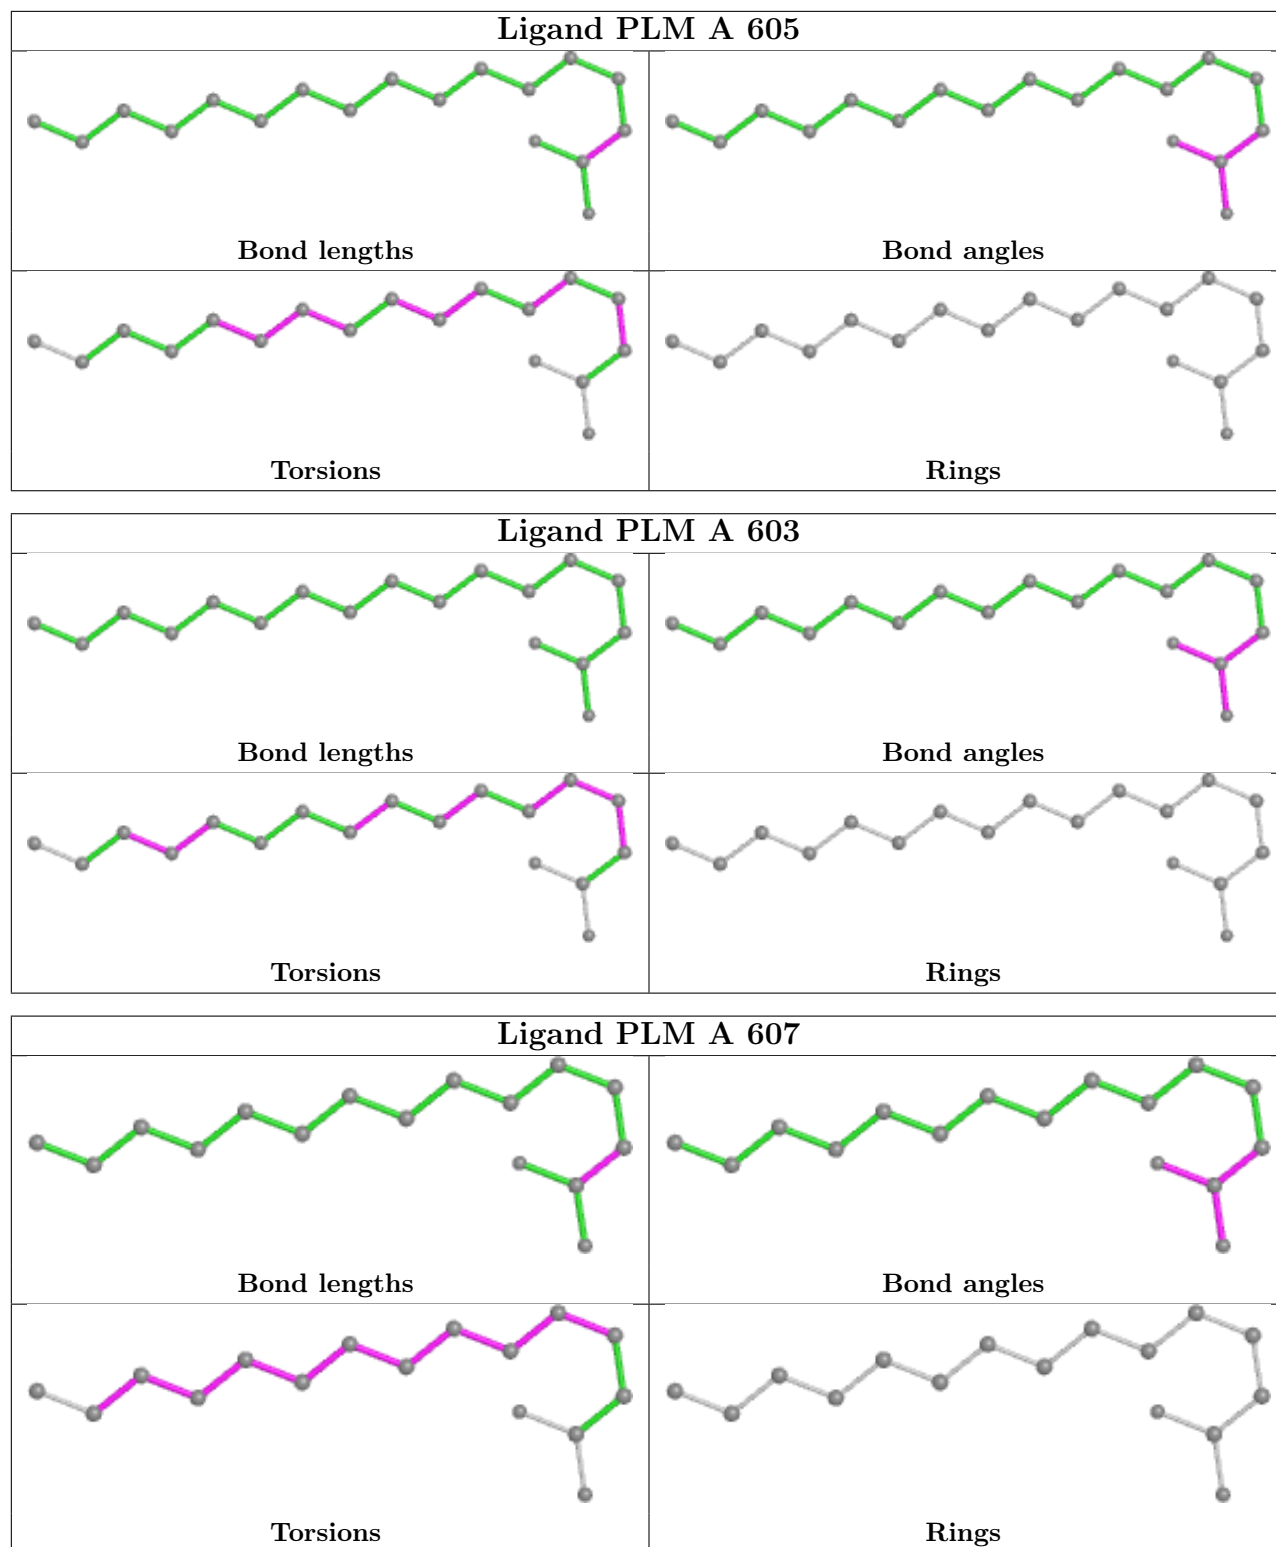 Ligand PLM A 605
Bond lengths
Bond angles
Torsions
Rings
Ligand PLM A 603
Bond lengths
Bond angles
Torsions
Rings
Ligand PLM A 607
Bond lengths
Bond angles
Torsions
Rings